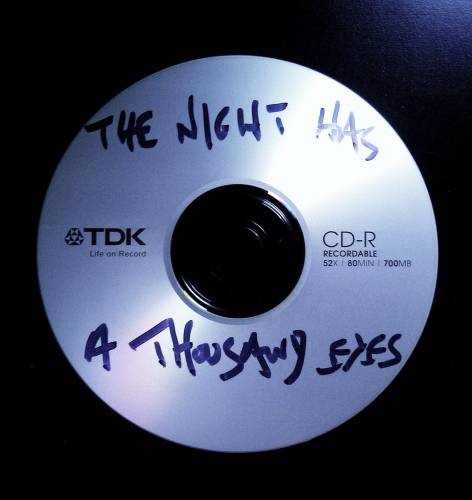 THE NIGHT HAS
TDK
Life on Record
CD-R
RECORDABLE
52X | 80MIN | 700MB
A THOUSAND EYES